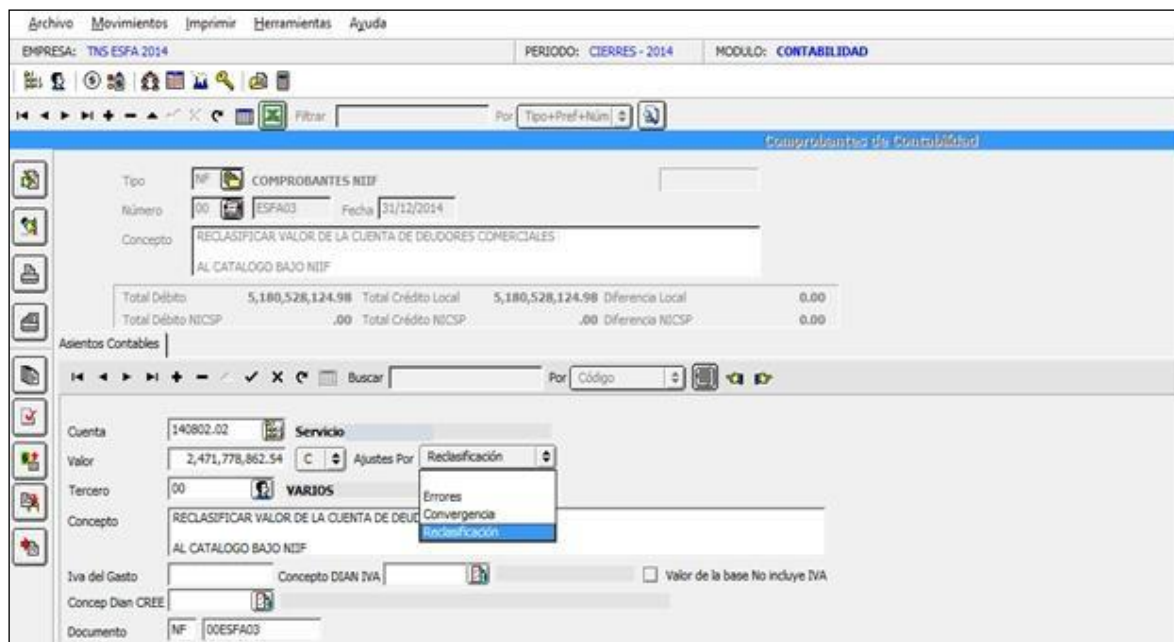 Archivo Movimientos Imprimir Herramientas Ayuda
EMPRESA: TNS ESFA 2014 PERIODO: CIERRES - 2014 MODULO: CONTABILIDAD
Filtrar Por Tipo+Pref+Núm
Comprobantes de Contabilidad
Tipo NF COMPROBANTES NIIF
Número 00 ESFA03 Fecha 31/12/2014
Concepto RECLASIFICAR VALOR DE LA CUENTA DE DEUDORES COMERCIALES
AL CATALOGO BAJO NIIF
Total Débito 5,180,528,124.98 Total Crédito Local 5,180,528,124.98 Diferencia Local 0.00
Total Débito NICSP .00 Total Crédito NICSP .00 Diferencia NICSP 0.00
Asientos Contables
Buscar Por Código
Cuenta 140802.02 Servicio
Valor 2,471,778,862.54 C Ajustes Por Reclasificación
Tercero 00 VARIOS
Errores
Convergencia
Reclasificación
Concepto RECLASIFICAR VALOR DE LA CUENTA DE DEUD
AL CATALOGO BAJO NIIF
Iva del Gasto Concepto DIAN IVA Valor de la base No incluye IVA
Concep Dian CREE
Documento NF 00ESFA03